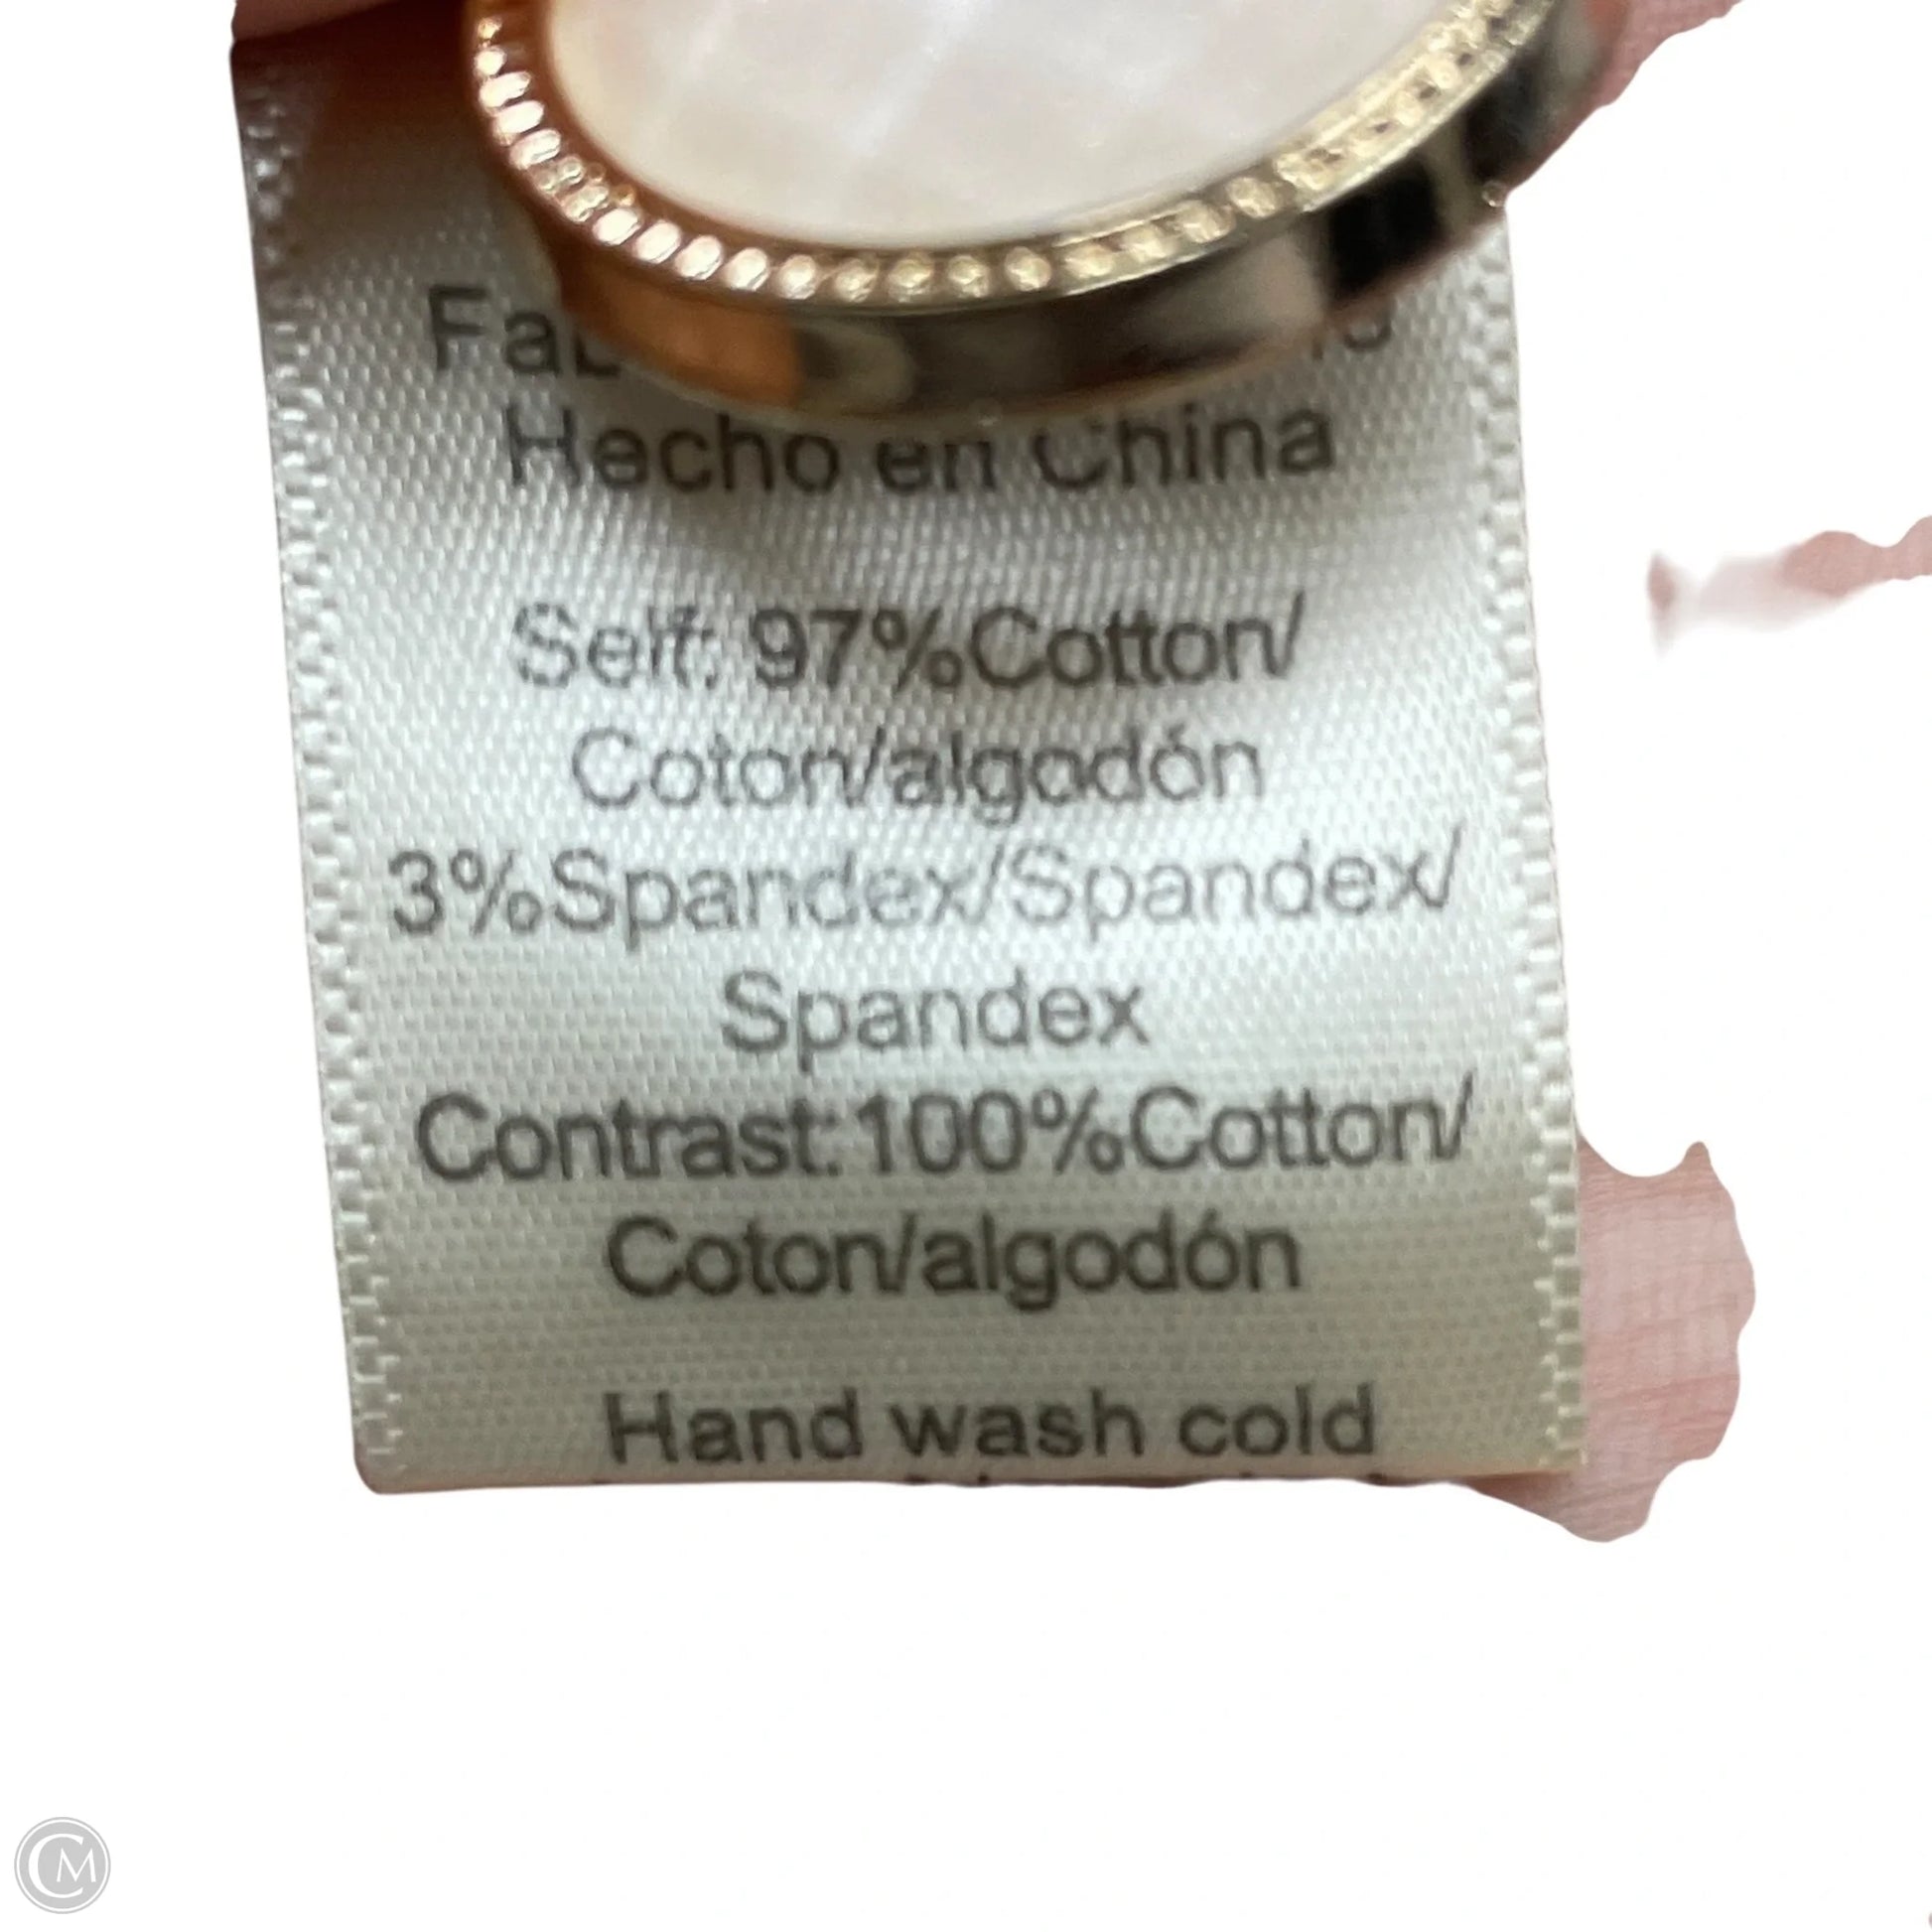 Hecho en China
Self: 97%Cotton/
Coton/algodón
3%Spandex/Spandex/
Spandex
Contrast:100%Cotton/
Coton/algodón
Hand wash cold
CM